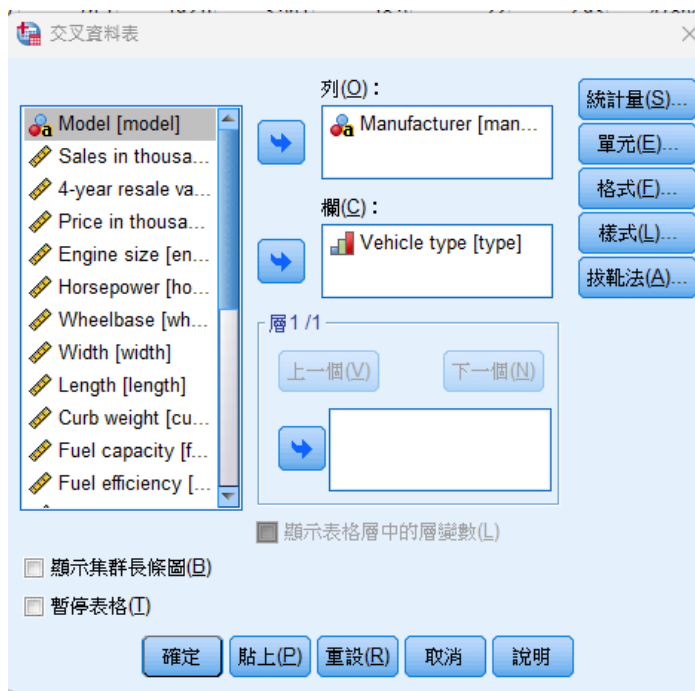 交叉資料表
列(O)：
Model [model]
Sales in thousa...
4-year resale va...
Price in thousa...
Engine size [en...
Horsepower [ho...
Wheelbase [wh...
Width [width]
Length [length]
Curb weight [cu...
Fuel capacity [f...
Fuel efficiency [...
Manufacturer [man...
欄(C)：
Vehicle type [type]
層1 /1
上一個(V)
下一個(N)
顯示表格層中的層變數(L)
統計量(S)...
單元(E)...
格式(F)...
樣式(L)...
拔靴法(A)...
顯示集群長條圖(B)
暫停表格(T)
確定
貼上(P)
重設(R)
取消
說明